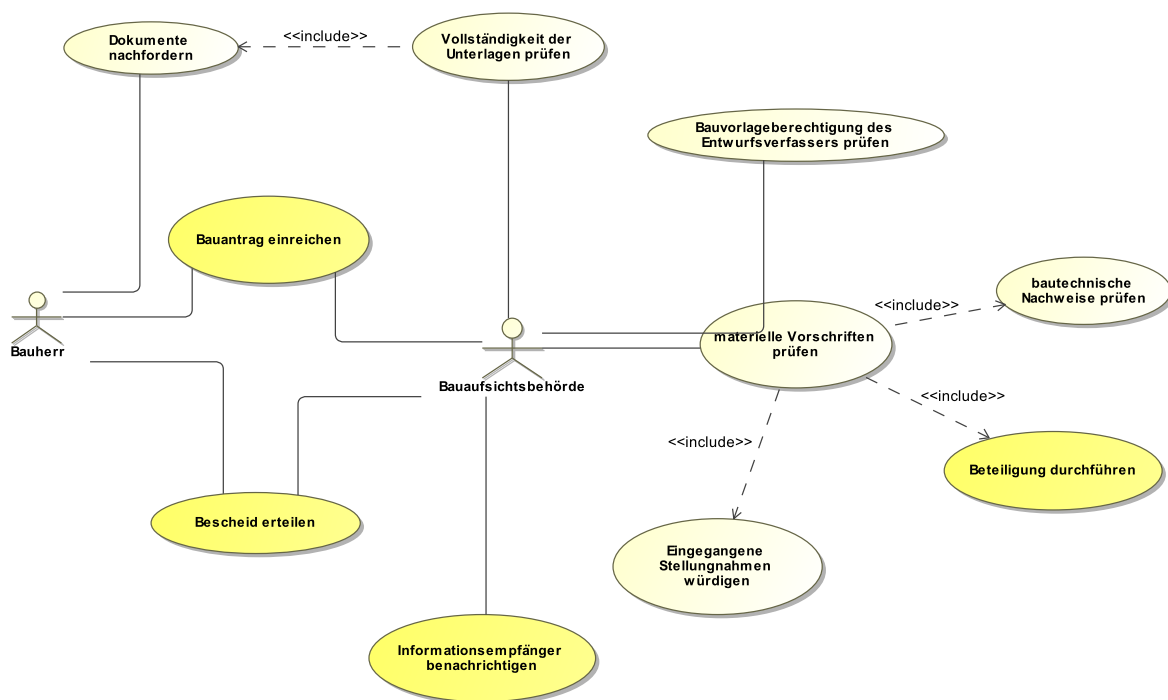 Dokumente
nachfordern
<<include>>
Vollständigkeit der
Unterlagen prüfen
Bauvorlageberechtigung des
Entwurfsverfassers prüfen
Bauantrag einreichen
bautechnische
Nachweise prüfen
<<include>>
materielle Vorschriften
prüfen
Bauherr
Bauaufsichtsbehörde
<<include>>
<<include>>
Beteiligung durchführen
Bescheid erteilen
Eingegangene
Stellungnahmen
würdigen
Informationsempfänger
benachrichtigen